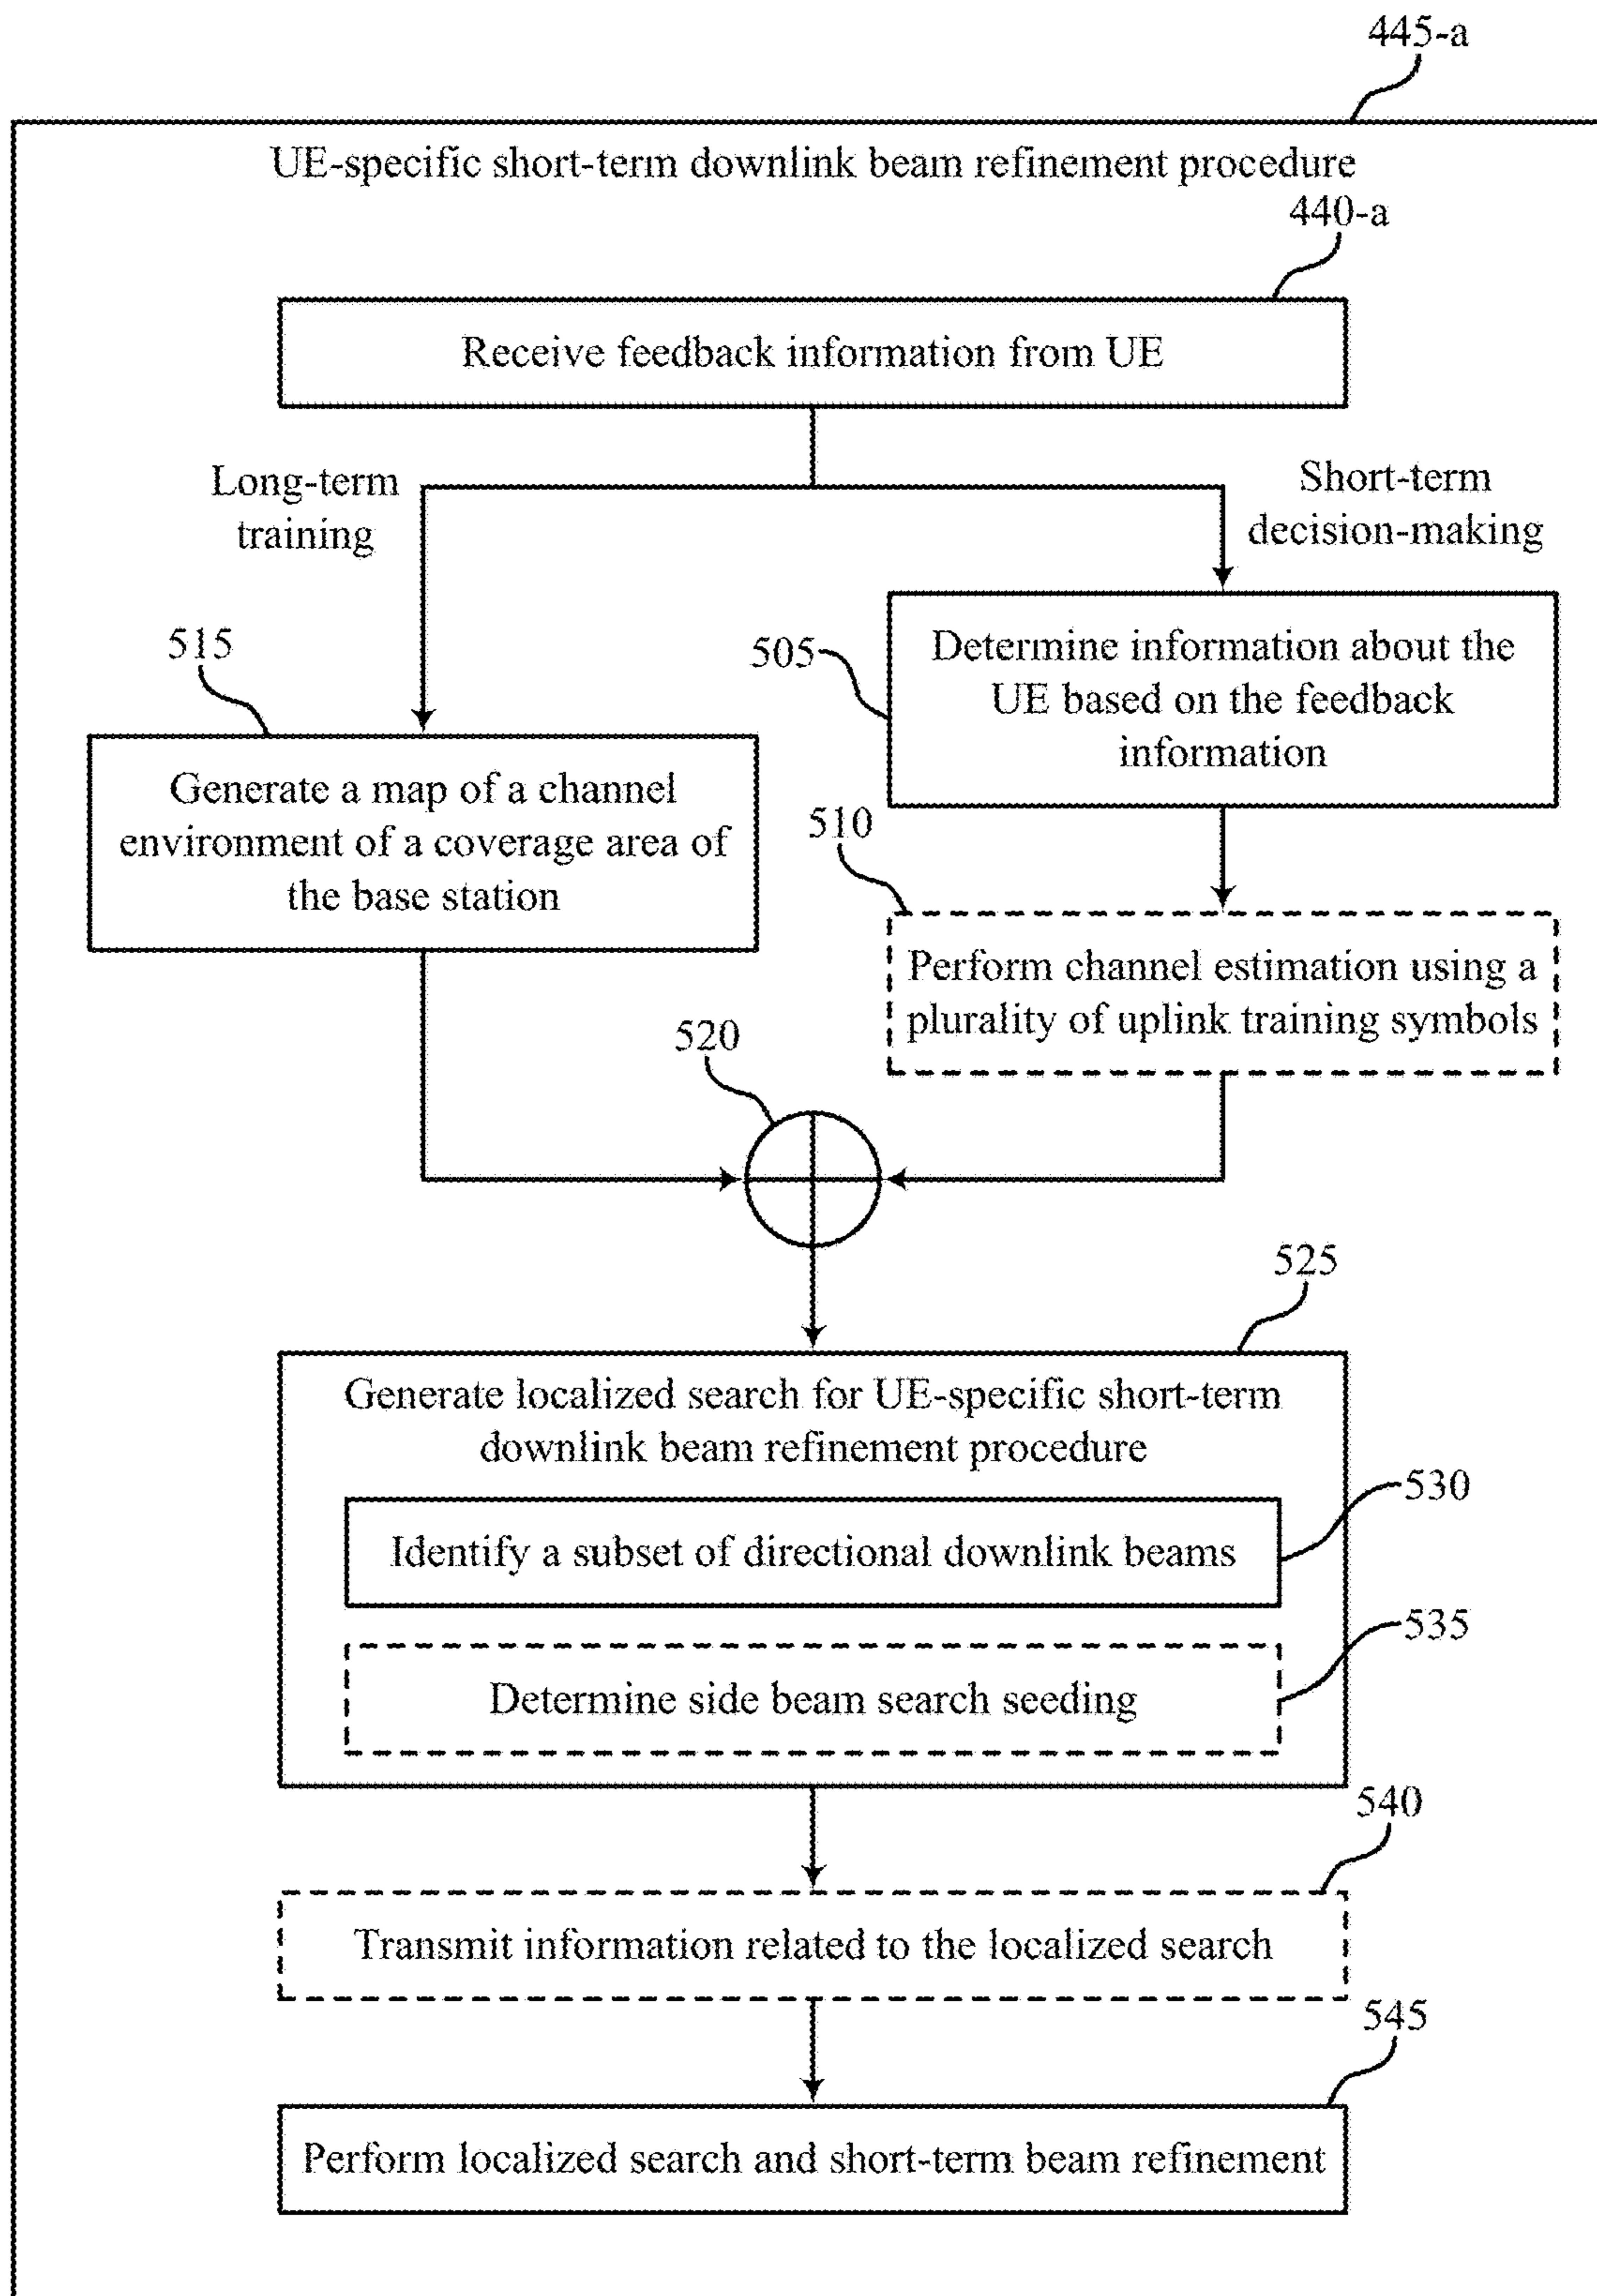 445-a
UE-specific short-term downlink beam refinement procedure
440-a
Receive feedback information from UE
Long-term
training
Short-term
decision-making
515
505
Determine information about the
UE based on the feedback
information
Generate a map of a channel
environment of a coverage area of
the base station
510
Perform channel estimation using a
plurality of uplink training symbols
520
525
Generate localized search for UE-specific short-term
downlink beam refinement procedure
530
Identify a subset of directional downlink beams
535
Determine side beam search seeding
540
Transmit information related to the localized search
545
Perform localized search and short-term beam refinement